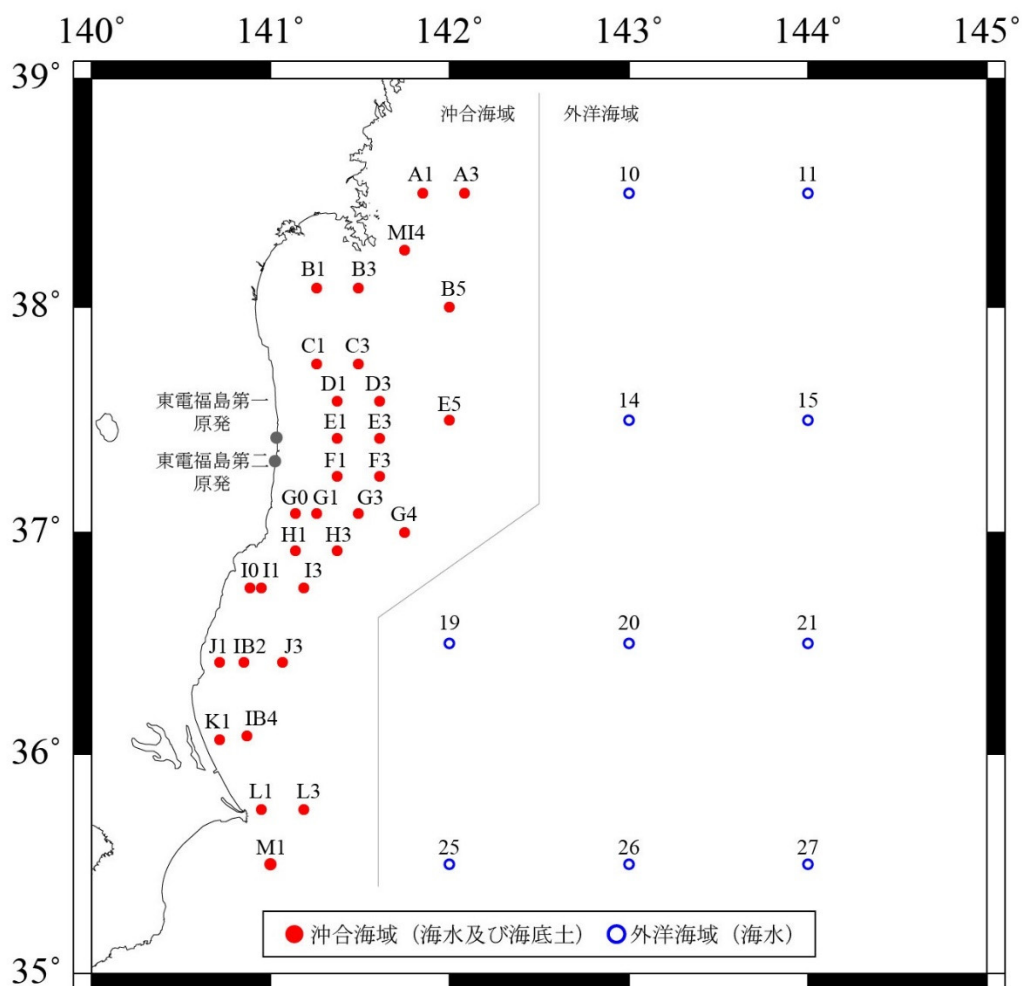 140° 141° 142° 143° 144° 145°
39°
沖合海域 外洋海域
A1 A3 10 11
MI4
B1 B3
B5
38°
C1 C3
D1 D3
東電福島第一
原発
E5 14 15
E1 E3
東電福島第二
原発
F1 F3
G0 G1 G3
G4
37°
H1 H3
I0 I1 I3
19 20 21
J1 IB2 J3
K1 IB4
36°
L1 L3
M1 25 26 27
沖合海域（海水及び海底土） 外洋海域（海水）
35°